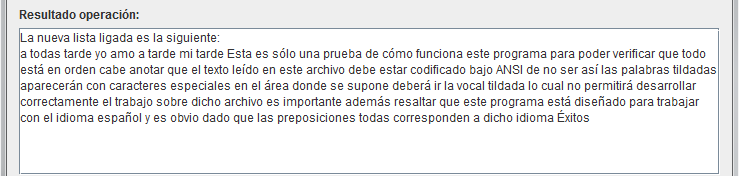 Resultado operación:
La nueva lista ligada es la siguiente:
a todas tarde yo amo a tarde mi tarde Esta es sólo una prueba de cómo funciona este programa para poder verificar que todo
está en orden cabe anotar que el texto leído en este archivo debe estar codificado bajo ANSI de no ser así las palabras tildadas
aparecerán con caracteres especiales en el área donde se supone deberá ir la vocal tildada lo cual no permitirá desarrollar
correctamente el trabajo sobre dicho archivo es importante además resaltar que este programa está diseñado para trabajar
con el idioma español y es obvio dado que las preposiciones todas corresponden a dicho idioma Éxitos